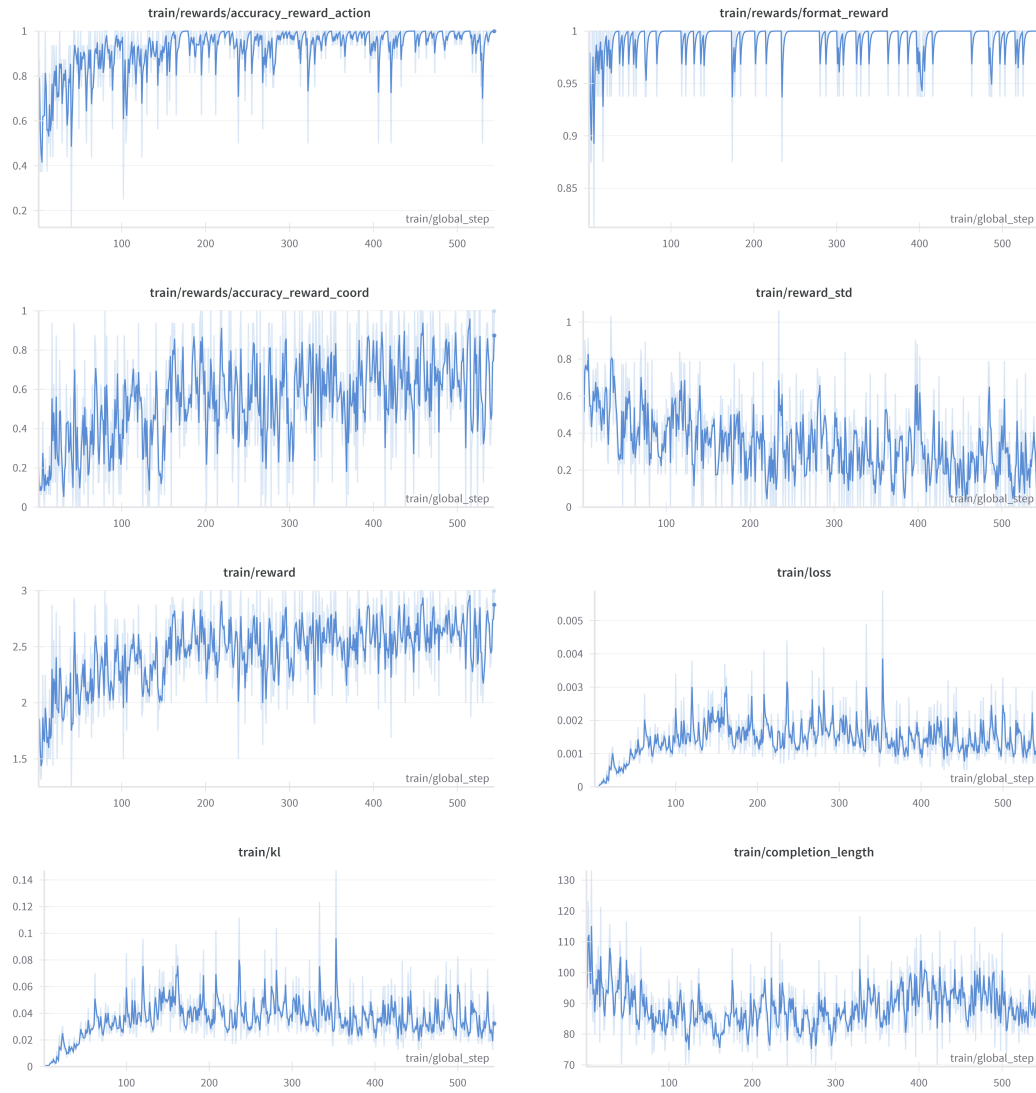 train/rewards/accuracy_reward_action
1
0.8
0.6
0.4
0.2
train/global_step
100 200 300 400 500
train/rewards/format_reward
1
0.95
0.9
0.85
train/global_step
100 200 300 400 500
train/rewards/accuracy_reward_coord
1
0.8
0.6
0.4
0.2
0
train/global_step
100 200 300 400 500
train/reward_std
1
0.8
0.6
0.4
0.2
0
train/global_step
100 200 300 400 500
train/reward
3
2.5
2
1.5
train/global_step
100 200 300 400 500
train/loss
0.005
0.004
0.003
0.002
0.001
0
train/global_step
100 200 300 400 500
train/kl
0.14
0.12
0.1
0.08
0.06
0.04
0.02
0
train/global_step
100 200 300 400 500
train/completion_length
130
120
110
100
90
80
70
train/global_step
100 200 300 400 500